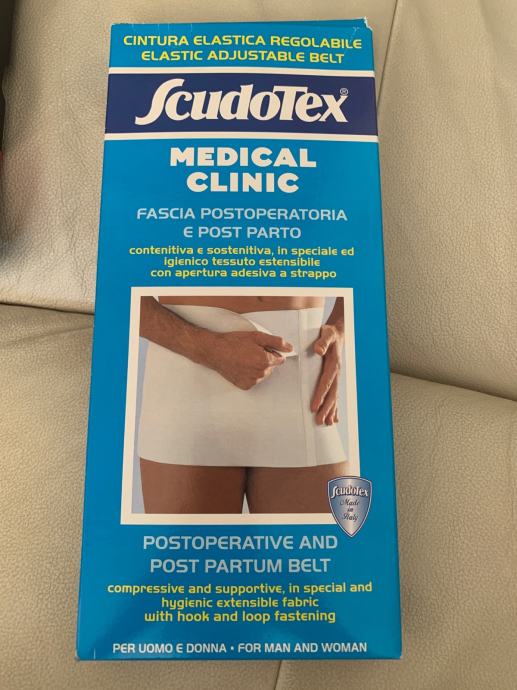 CINTURA ELASTICA REGOLABILE
ELASTIC ADJUSTABLE BELT
SCUDOTEX®
MEDICAL
CLINIC
FASCIA POSTOPERATORIA
E POST PARTO
contenitiva e sostenitiva, in speciale ed
igienico tessuto estensibile
con apertura adesiva a strappo
Scudotex
Made
in
Italy
POSTOPERATIVE AND
POST PARTUM BELT
compressive and supportive, in special and
hygienic extensible fabric
with hook and loop fastening
PER UOMO E DONNA • FOR MAN AND WOMAN